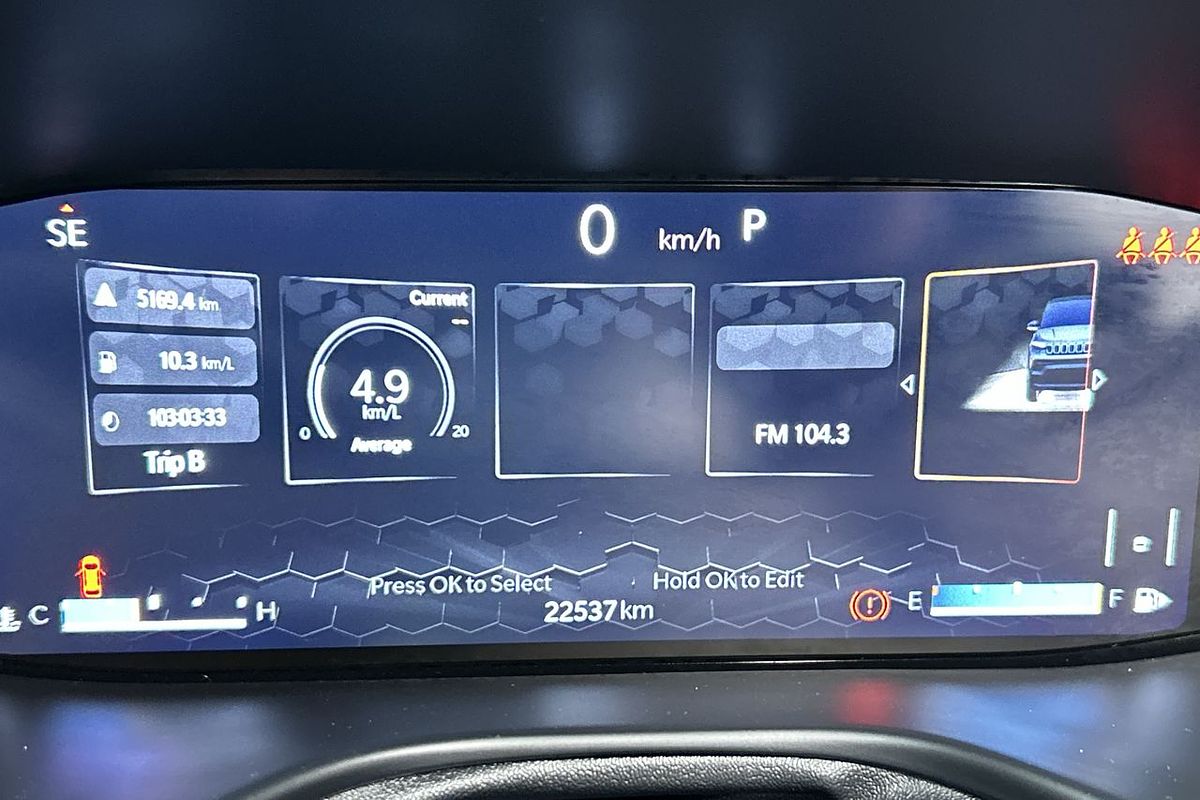 SE
0 km/h P
5169.4 km
10.3 km/L
103:03:33
Trip B
Current
--
4.9
km/L
0 20
Average
FM 104.3
Press OK to Select
Hold OK to Edit
C H
22537 km
E F